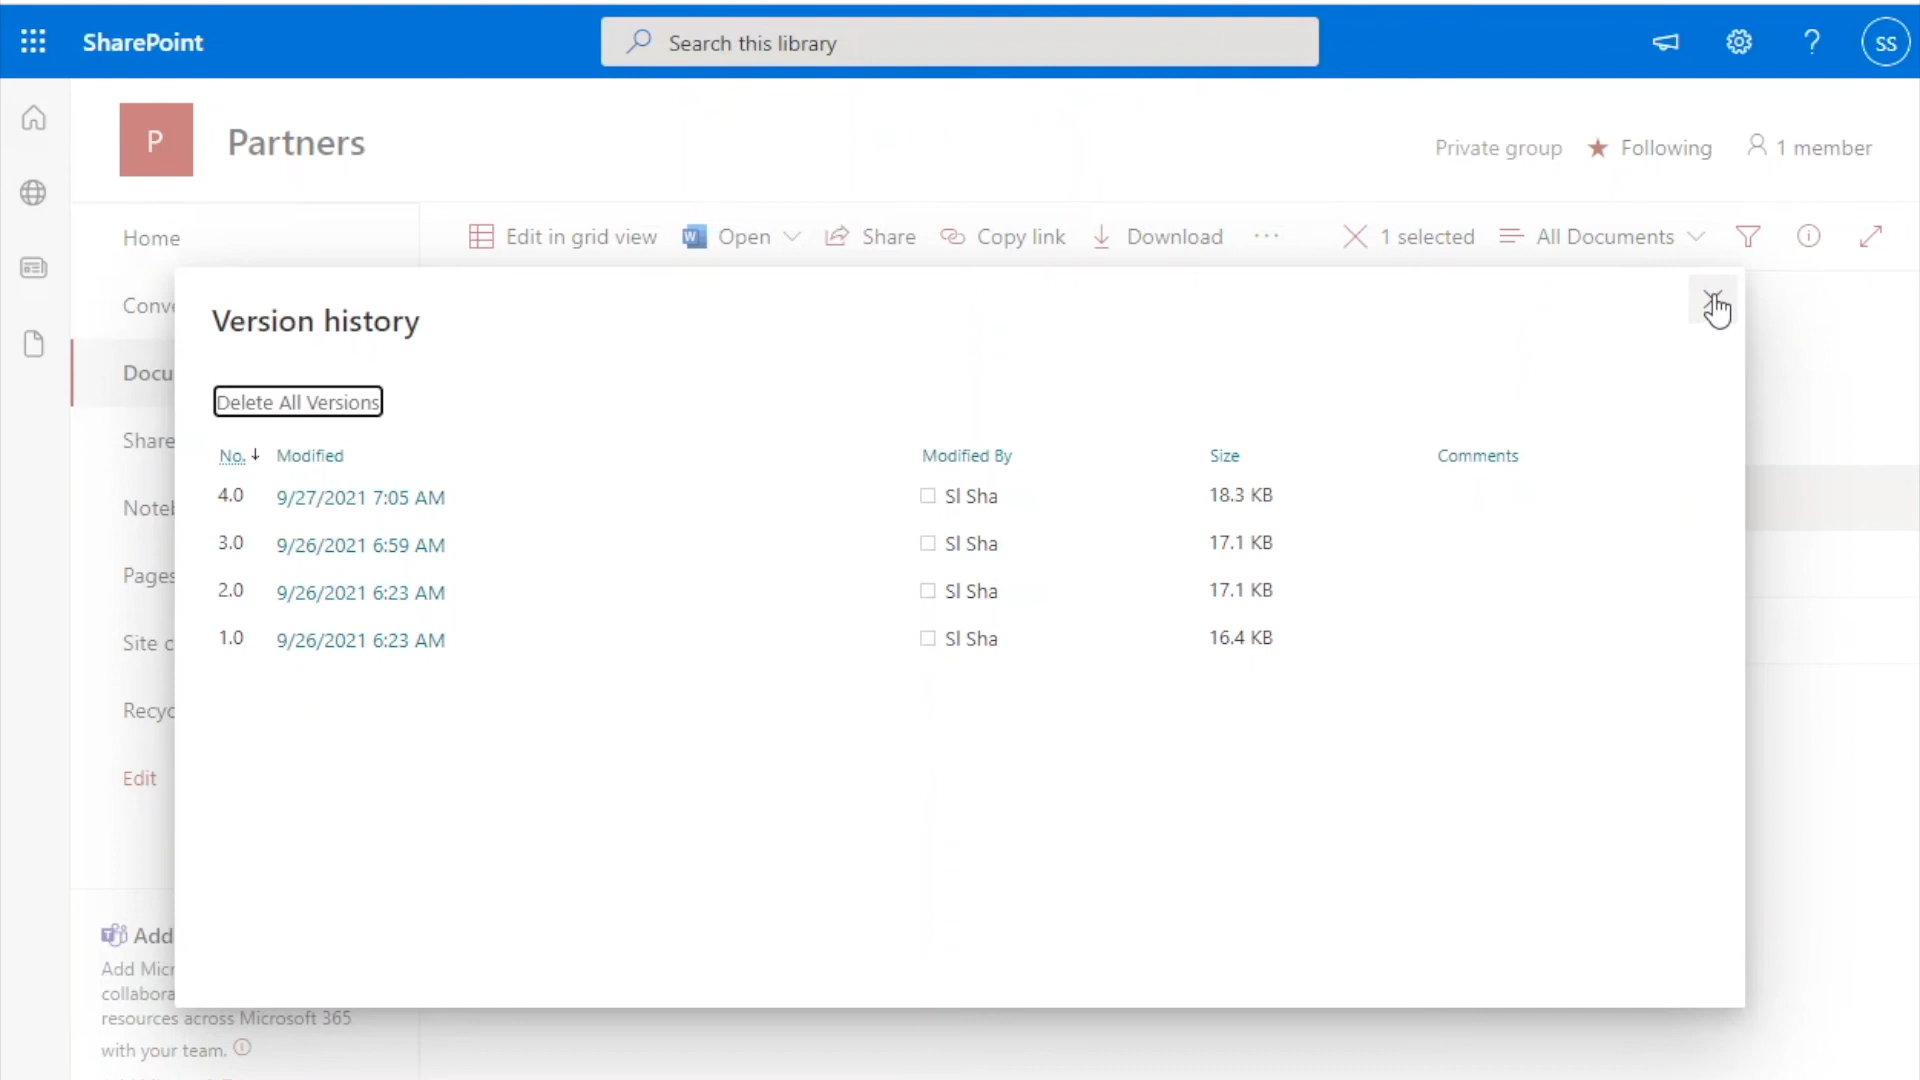 SharePoint
Search this library
SS
P
Partners
Private group
Following
1 member
Home
Edit in grid view
Open
Share
Copy link
Download
1 selected
All Documents
Version history
Delete All Versions
No. Modified Modified By Size Comments
4.0 9/27/2021 7:05 AM Sl Sha 18.3 KB
3.0 9/26/2021 6:59 AM Sl Sha 17.1 KB
2.0 9/26/2021 6:23 AM Sl Sha 17.1 KB
1.0 9/26/2021 6:23 AM Sl Sha 16.4 KB
Conve
Docu
Share
Noteb
Pages
Site c
Recyc
Edit
Add
Add Micr
collabora
resources across Microsoft 365
with your team.